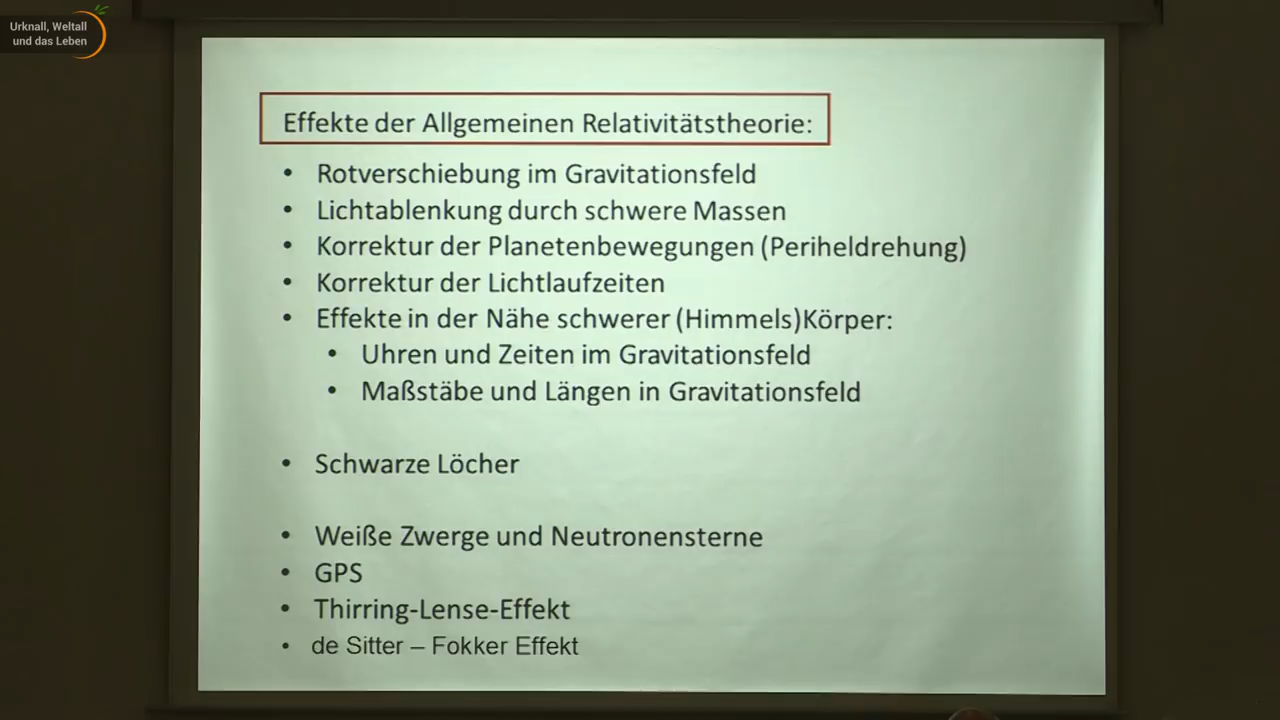 Urknall, Weltall
und das Leben
Effekte der Allgemeinen Relativitätstheorie:
• Rotverschiebung im Gravitationsfeld
• Lichtablenkung durch schwere Massen
• Korrektur der Planetenbewegungen (Periheldrehung)
• Korrektur der Lichtlaufzeiten
• Effekte in der Nähe schwerer (Himmels)Körper:
• Uhren und Zeiten im Gravitationsfeld
• Maßstäbe und Längen in Gravitationsfeld
• Schwarze Löcher
• Weiße Zwerge und Neutronensterne
• GPS
• Thirring-Lense-Effekt
• de Sitter – Fokker Effekt